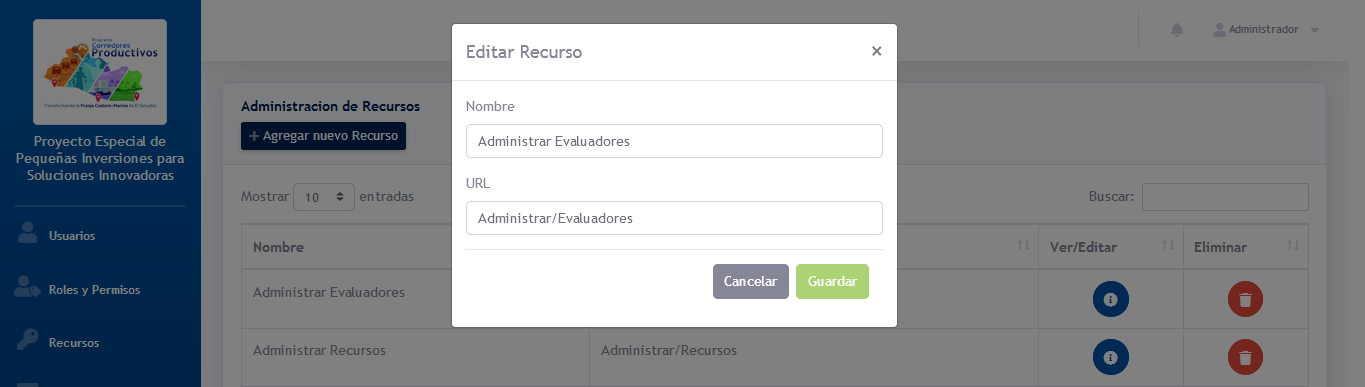 Programa
Corredores
Productivos
Transformando la Franja Costero-Marina de El Salvador
Proyecto Especial de
Pequeñas Inversiones para
Soluciones Innovadoras
Usuarios
Roles y Permisos
Recursos
Administrador
Administracion de Recursos
+ Agregar nuevo Recurso
Mostrar 10 entradas
Buscar:
Nombre Ver/Editar Eliminar
Administrar Evaluadores
Administrar Recursos Administrar/Recursos
Editar Recurso ×
Nombre
Administrar Evaluadores
URL
Administrar/Evaluadores
Cancelar Guardar